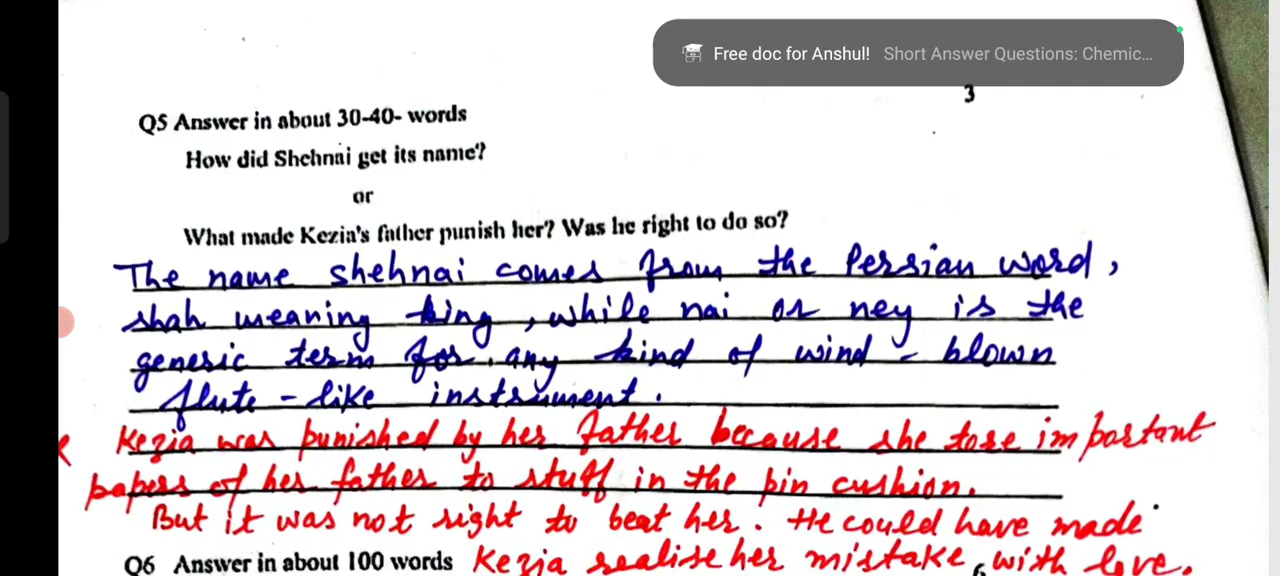 Free doc for Anshul! Short Answer Questions: Chemic...
3
Q5 Answer in about 30-40- words
How did Shehnai get its name?
or
What made Kezia's father punish her? Was he right to do so?
The name shehnai comes from the Persian word,
shah meaning king, while nai or ney is the
generic term for any kind of wind - blown
flute - like instrument.
Kezia was punished by her father because she tore important
papers of her father to stuff in the pin cushion.
But it was not right to beat her. He could have made
Q6 Answer in about 100 words Kezia realise her mistake with love.
6